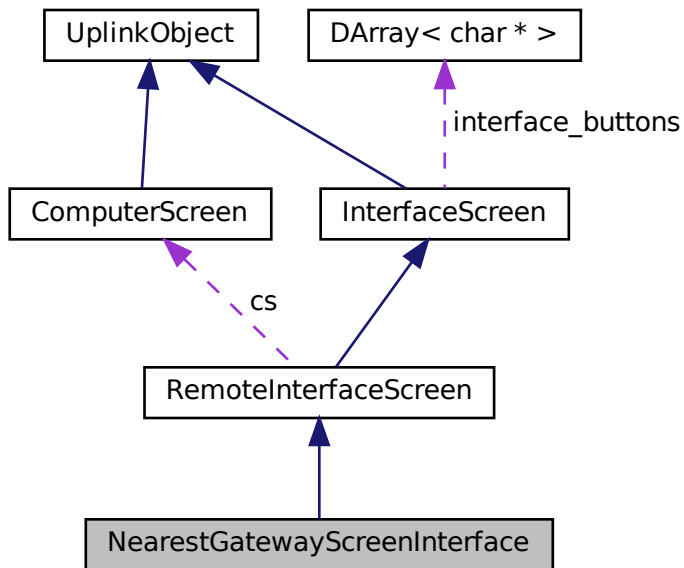 UplinkObject
DArray< char * >
interface_buttons
ComputerScreen
InterfaceScreen
cs
RemoteInterfaceScreen
NearestGatewayScreenInterface